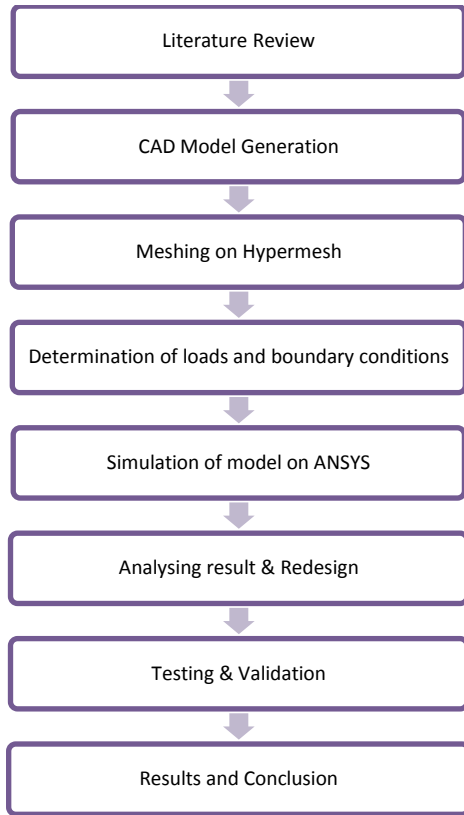 Literature Review
CAD Model Generation
Meshing on Hypermesh
Determination of loads and boundary conditions
Simulation of model on ANSYS
Analysing result & Redesign
Testing & Validation
Results and Conclusion